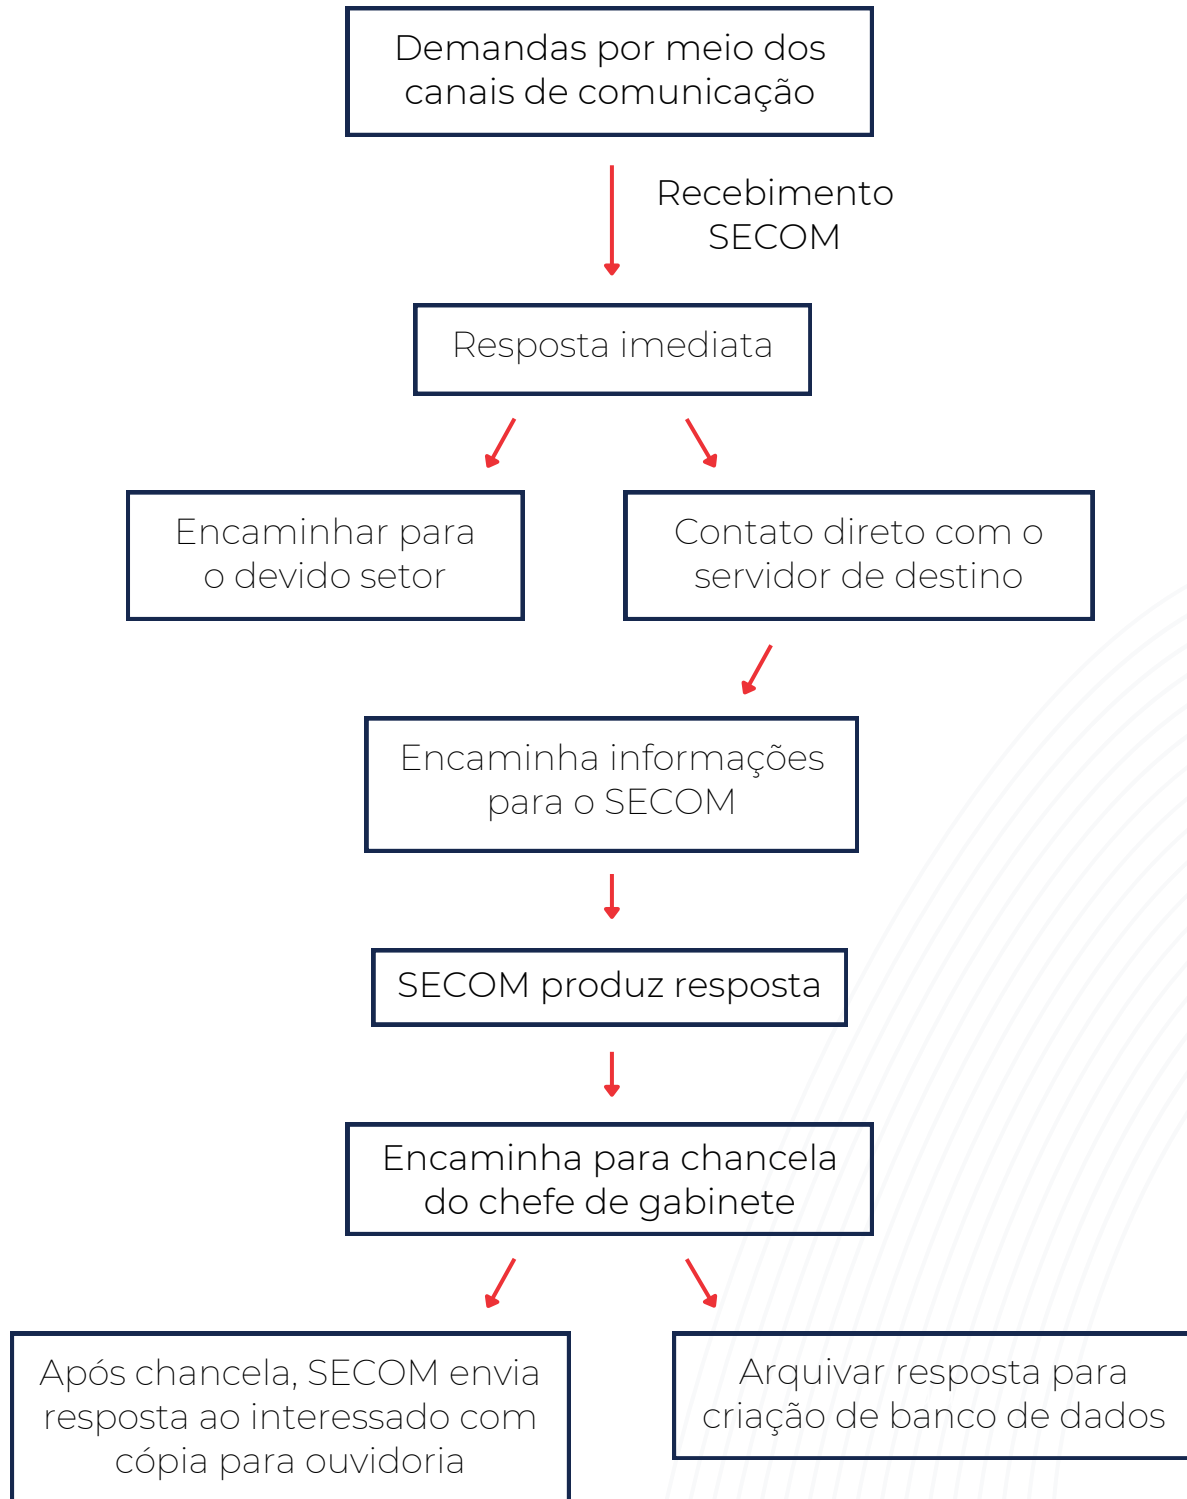 Demandas por meio dos
canais de comunicação
Recebimento
SECOM
Resposta imediata
Encaminhar para
o devido setor
Contato direto com o
servidor de destino
Encaminha informações
para o SECOM
SECOM produz resposta
Encaminha para chancela
do chefe de gabinete
Após chancela, SECOM envia
resposta ao interessado com
cópia para ouvidoria
Arquivar resposta para
criação de banco de dados